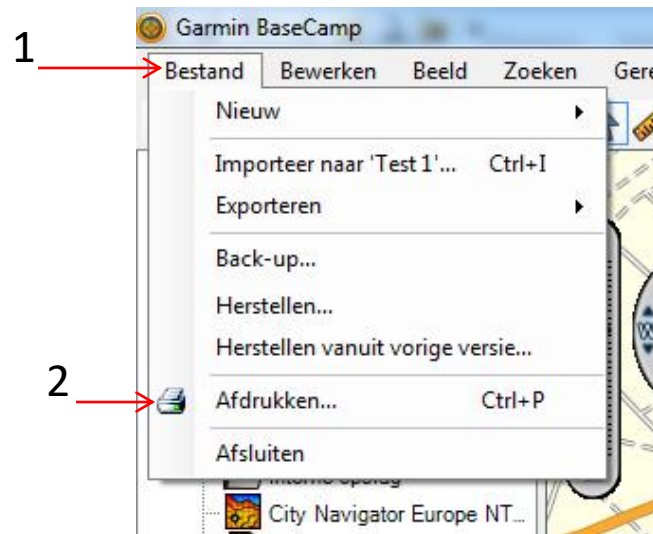 Garmin BaseCamp
1
Bestand Bewerken Beeld Zoeken Gere
Nieuw
Importeer naar 'Test 1'... Ctrl+I
Exporteren
Back-up...
Herstellen...
Herstellen vanuit vorige versie...
2
Afdrukken... Ctrl+P
Afsluiten
City Navigator Europe NT...